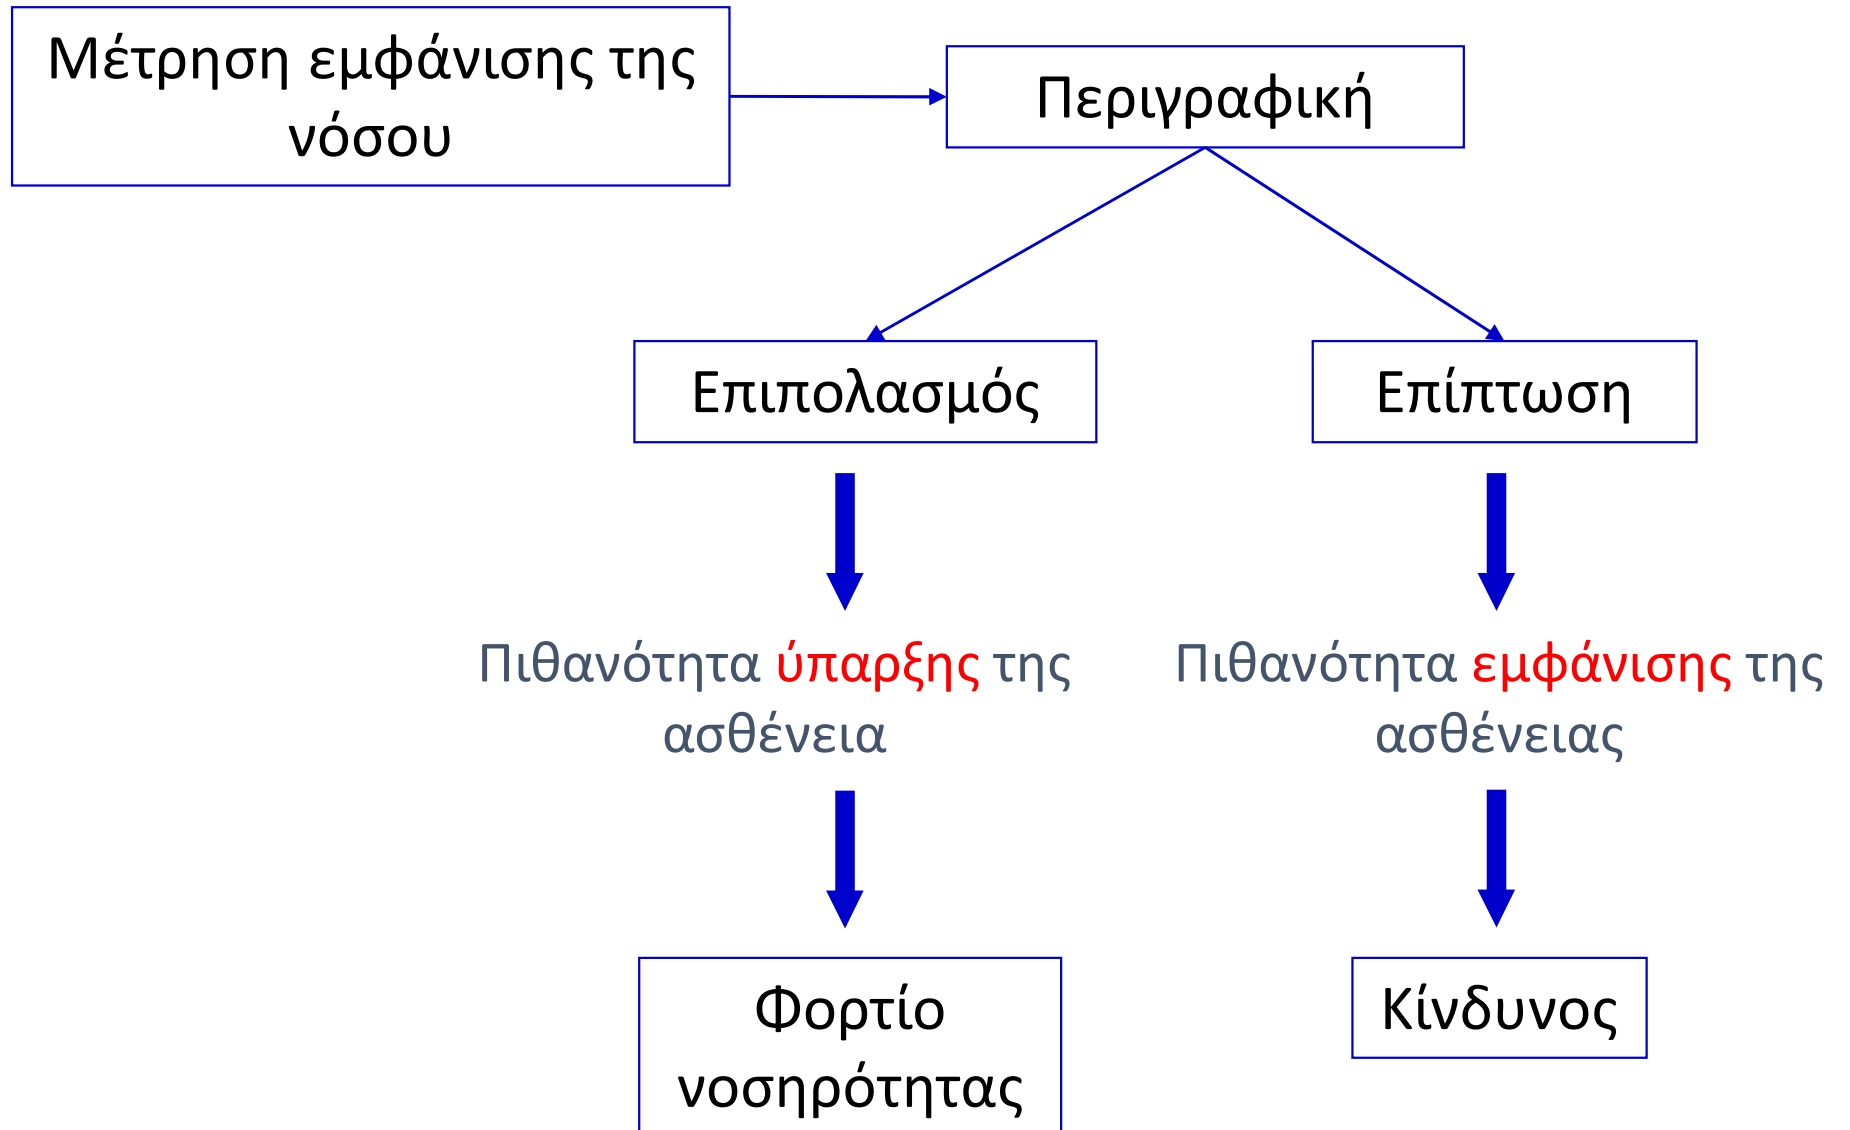 Μέτρηση εμφάνισης της
νόσου
Περιγραφική
Επιπολασμός
Επίπτωση
Πιθανότητα ύπαρξης της
ασθένεια
Πιθανότητα εμφάνισης της
ασθένειας
Φορτίο
νοσηρότητας
Κίνδυνος